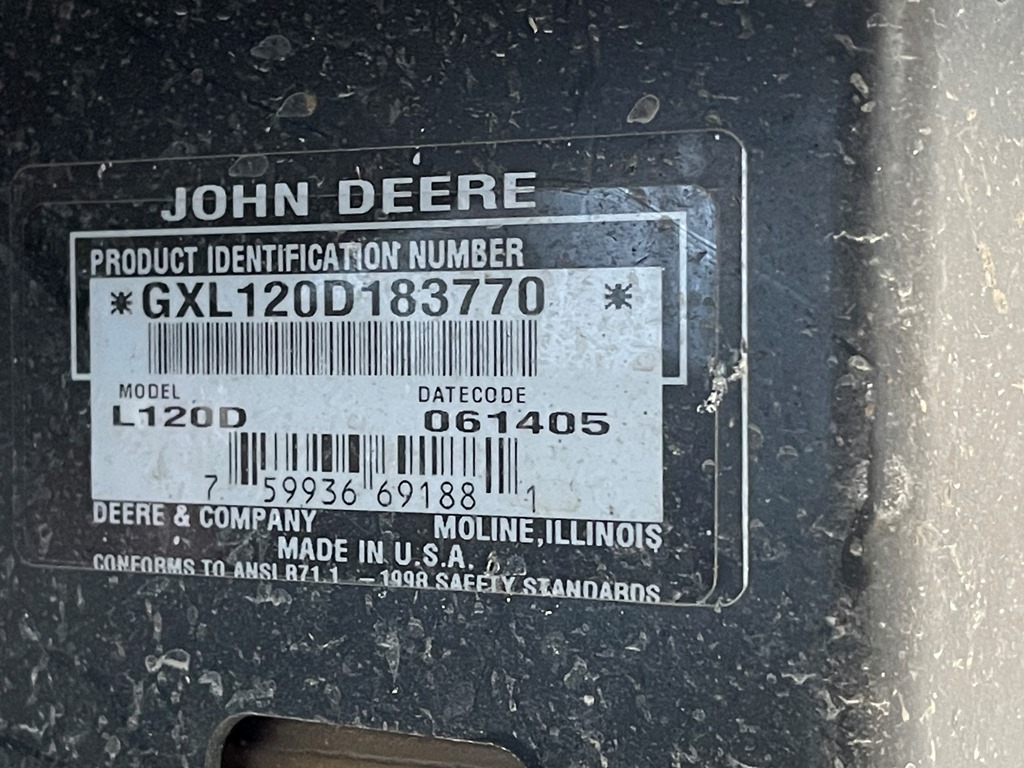 JOHN DEERE
PRODUCT IDENTIFICATION NUMBER
*GXL120D183770 *
MODEL DATECODE
L120D 061405
7 59936 69188 1
DEERE & COMPANY MOLINE, ILLINOIS
MADE IN U.S.A.
CONFORMS TO ANSI B71.1 -1998 SAFETY STANDARDS